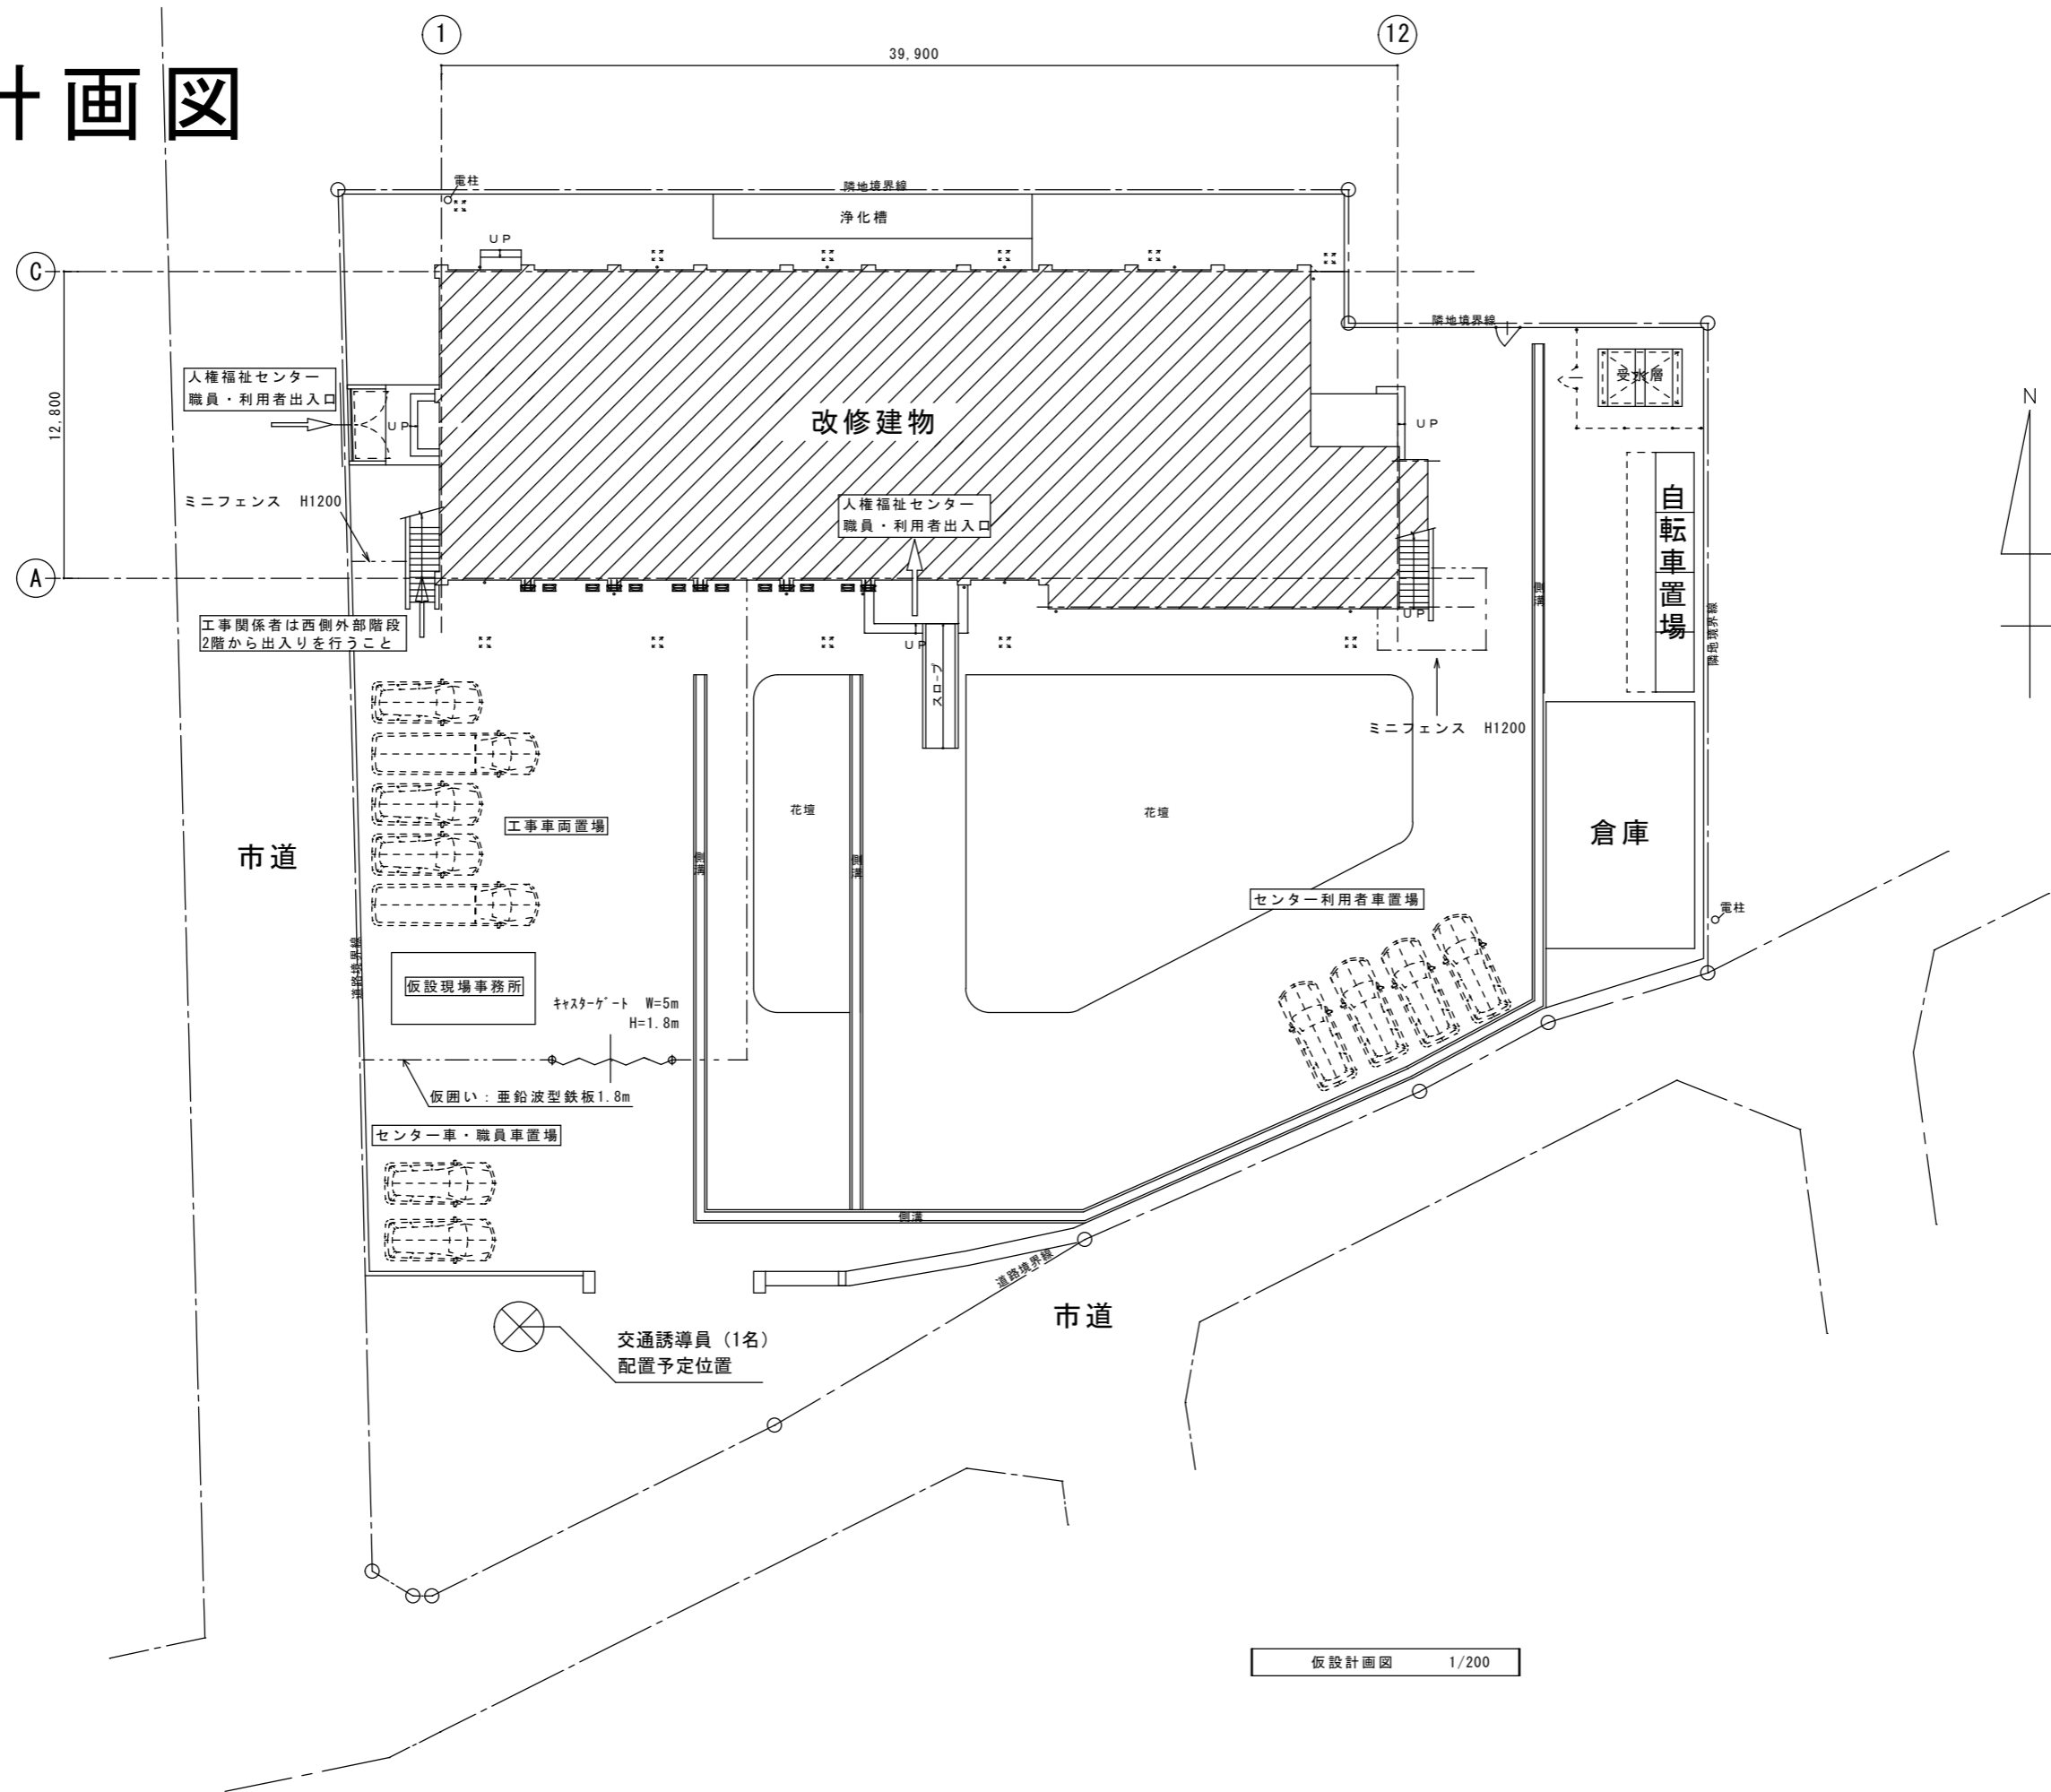 計画図
1
12
39,900
電柱
隣地境界線
浄化槽
UP
C
隣地境界線
人権福祉センター
職員・利用者出入口
受水層
12,800
UP
改修建物
UP
N
ミニフェンス H1200
人権福祉センター
職員・利用者出入口
自転車置場
A
側溝
工事関係者は西側外部階段
2階から出入りを行うこと
UP
UP
隣地境界線
スロープ
ミニフェンス H1200
花壇
花壇
工事車両置場
市道
側溝
側溝
倉庫
センター利用者車置場
電柱
道路境界線
仮設現場事務所
キャスターゲート W=5m
H=1.8m
仮囲い:亜鉛波型鉄板1.8m
センター車・職員車置場
側溝
道路境界線
市道
交通誘導員(1名)
配置予定位置
仮設計画図 1/200